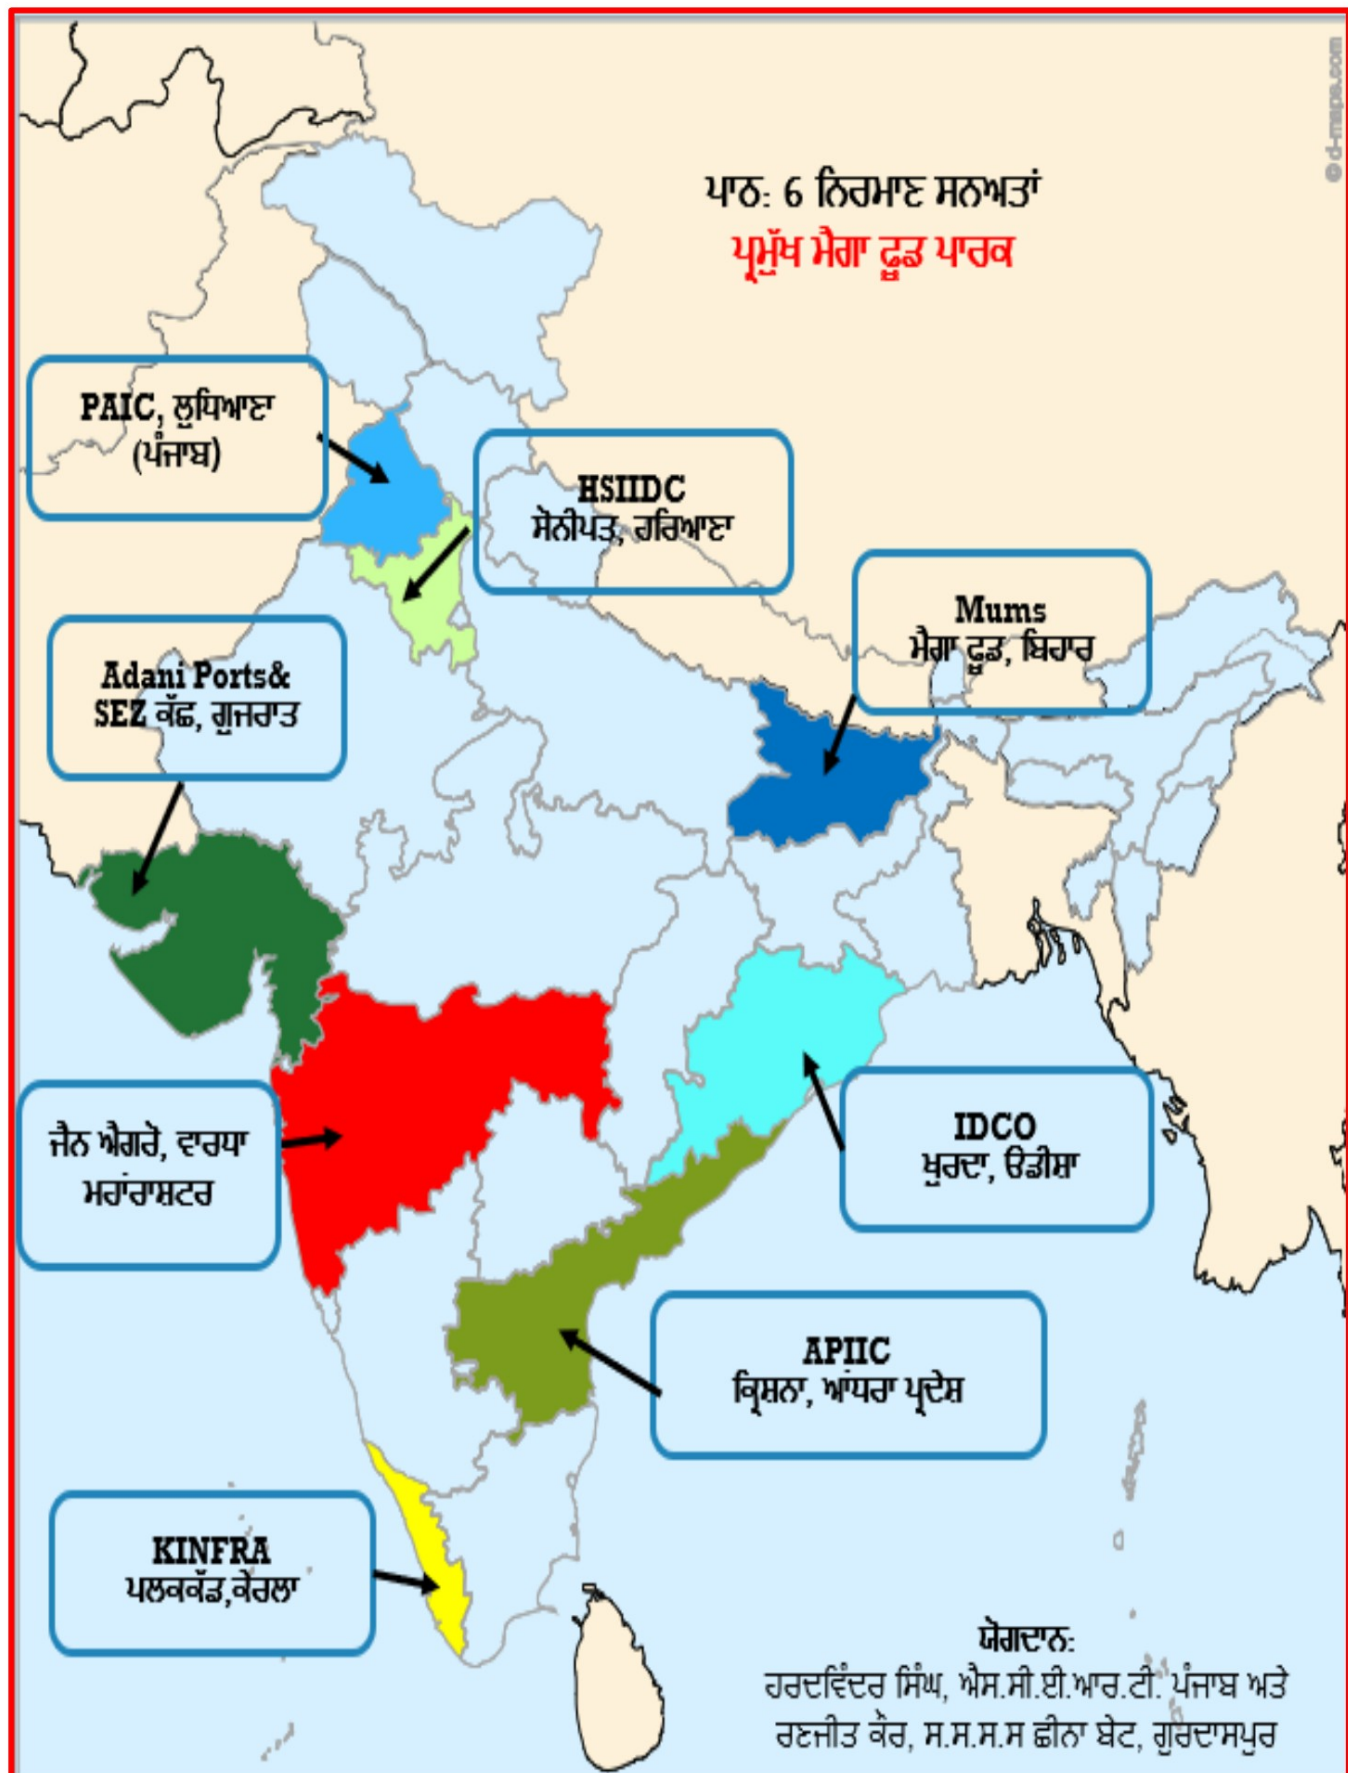 © d-maps.com
ਪਾਠ: 6 ਨਿਰਮਾਣ ਸਨਅਤਾਂ
ਪ੍ਰਮੁੱਖ ਮੈਗਾ ਫੂਡ ਪਾਰਕ
PAIC, ਲੁਧਿਆਣਾ
(ਪੰਜਾਬ)
HSIIDC
ਸੋਨੀਪਤ, ਹਰਿਆਣਾ
Mums
ਮੈਗਾ ਫੂਡ, ਬਿਹਾਰ
Adani Ports&
SEZ ਕੱਛ, ਗੁਜਰਾਤ
ਜੈਨ ਐਗਰੋ, ਵਾਰਧਾ
ਮਹਾਂਰਾਸ਼ਟਰ
IDCO
ਖੁਰਦਾ, ਓਡੀਸ਼ਾ
APIIC
ਕ੍ਰਿਸ਼ਨਾ, ਆਂਧਰਾ ਪ੍ਰਦੇਸ਼
KINFRA
ਪਲਕਕੱਡ,ਕੇਰਲਾ
ਯੋਗਦਾਨ:
ਹਰਦਵਿੰਦਰ ਸਿੰਘ, ਐਸ.ਸੀ.ਈ.ਆਰ.ਟੀ. ਪੰਜਾਬ ਅਤੇ
ਰਣਜੀਤ ਕੌਰ, ਸ.ਸ.ਸ.ਸ ਛੀਨਾ ਬੇਟ, ਗੁਰਦਾਸਪੁਰ